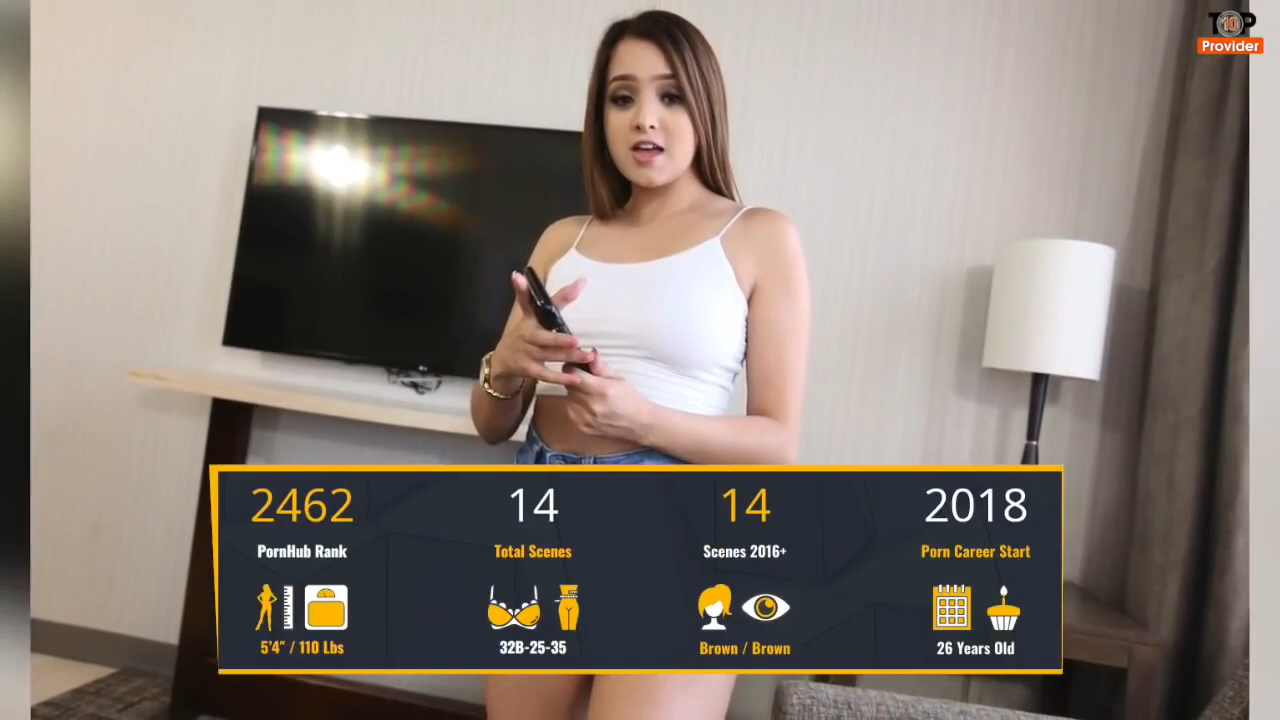 TOP
10
Provider
2462
14
14
2018
PornHub Rank
Total Scenes
Scenes 2016+
Porn Career Start
5'4" / 110 Lbs
32B-25-35
Brown / Brown
26 Years Old